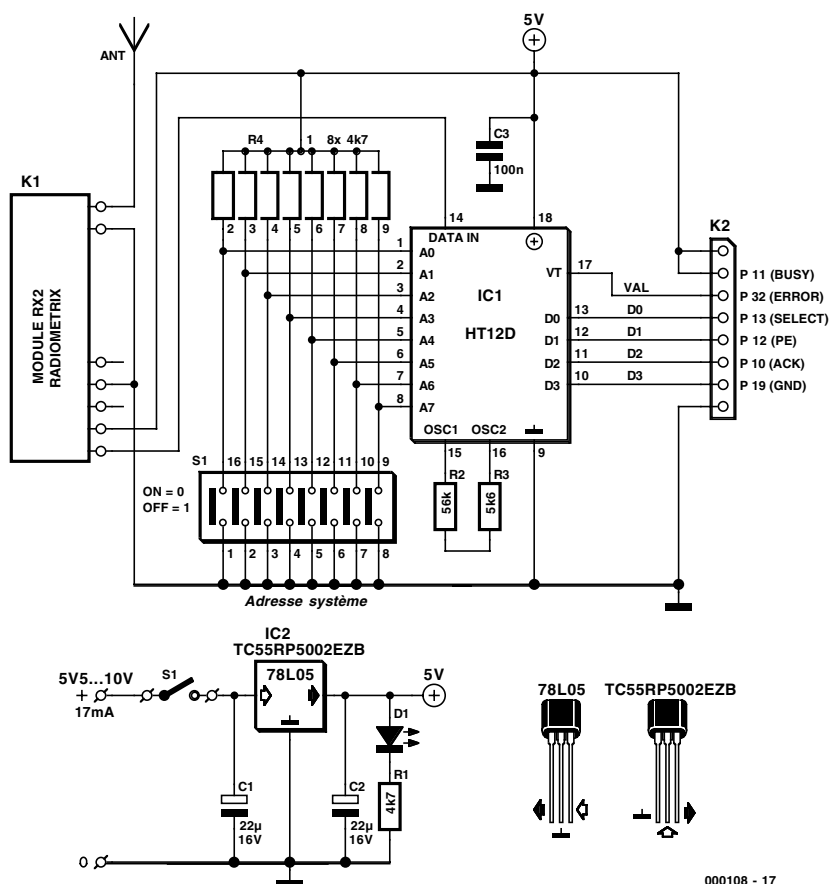 5V
ANT
R4 1 8x 4k7
C3
100n
K1
MODULE RX2
RADIOMETRIX
2 3 4 5 6 7 8 9
14
18
DATA IN
K2
1 A0
2 A1
3 A2
4 A3
5 A4
6 A5
7 A6
8 A7
IC1
HT12D
VT 17
VAL
D0 13 D0
D1 12 D1
D2 11 D2
D3 10 D3
P 11 (BUSY)
P 32 (ERROR)
P 13 (SELECT)
P 12 (PE)
P 10 (ACK)
P 19 (GND)
OSC1 OSC2
15 16 9
R2 R3
56k 5k6
S1
16 15 14 13 12 11 10 9
ON = 0
OFF = 1
1 2 3 4 5 6 7 8
Adresse système
IC2
TC55RP5002EZB
5V5...10V
S1
78L05
5V
+
17mA
D1
C1
22µ
16V
C2
22µ
16V
R1
4k7
0
78L05
TC55RP5002EZB
000108 - 17